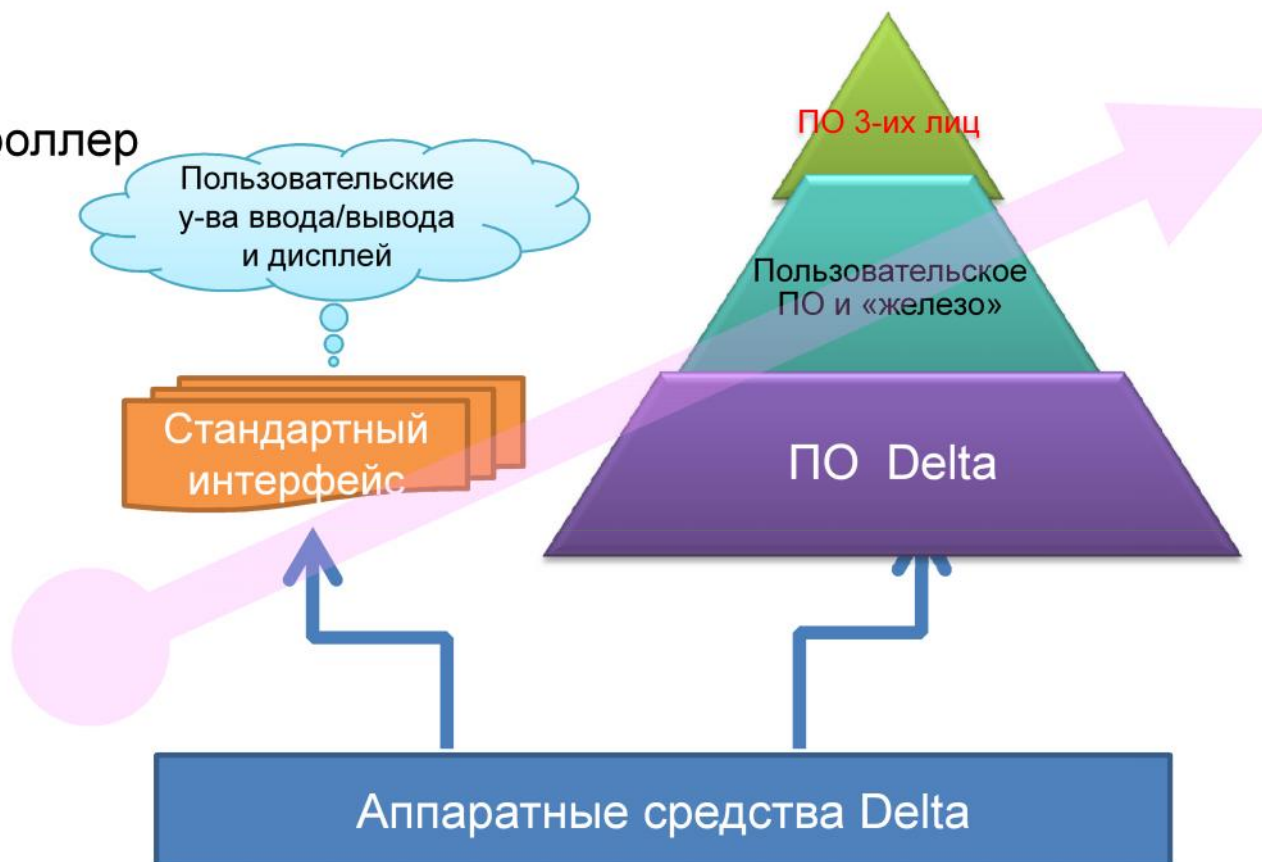 роллер
Пользовательские
у-ва ввода/вывода
и дисплей
Стандартный
интерфейс
ПО 3-их лиц
Пользовательское
ПО и «железо»
ПО Delta
Аппаратные средства Delta